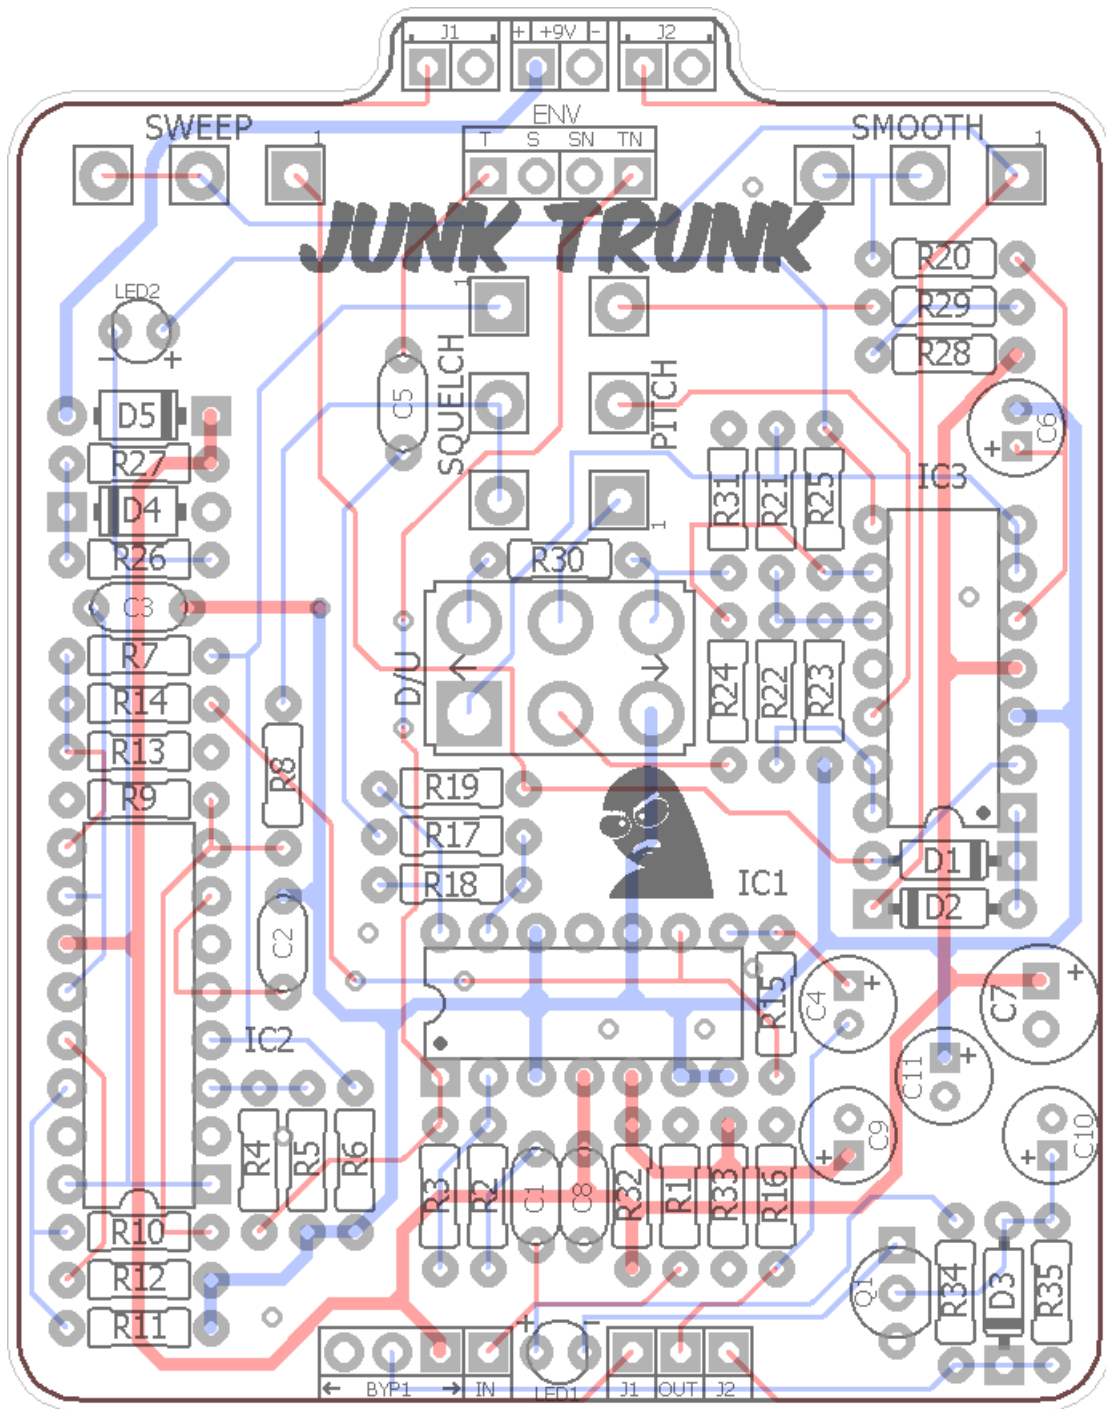 J1 + +9V - J2
ENV
SWEEP 1 T S SN TN SMOOTH 1
JUNK TRUNK
R20
LED2 1 R29
- + R28
SQUELCH C5 PITCH C6
D5 +
R27 R31 R21 R25 IC3
D4 1
R26 R30
C3
R7 D/U
R14 R24 R22 R23
R13 R8
R9 R19
R17 D1
R18 IC1 D2
C2 + C7 +
R15 C4
IC2 C11 +
C9 C10
R4 R5 R6 + +
R3 R2 C1 C8 R32 R1 R33 R16
R10
R12 Q1 R34 D3 R35
R11 + -
← BYP1 → IN LED1 J1 OUT J2